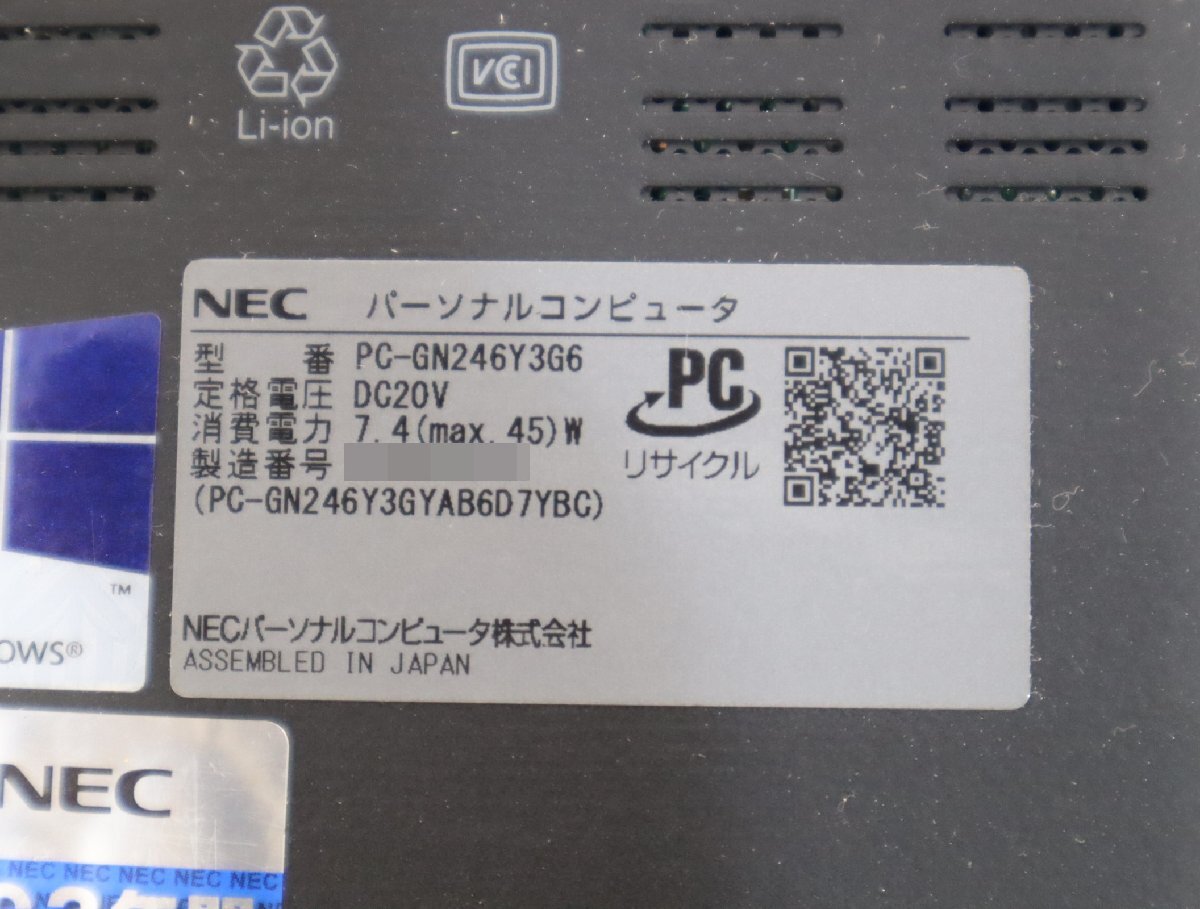 Li-ion
VCCI
NEC パーソナルコンピュータ
型 番 PC-GN246Y3G6
定格電圧 DC20V
消費電力 7.4(max.45)W
製造番号
(PC-GN246Y3GYAB6D7YBC)
PC
リサイクル
NECパーソナルコンピュータ株式会社
ASSEMBLED IN JAPAN
TM
OWS®
NEC
NEC NEC NEC NEC NEC